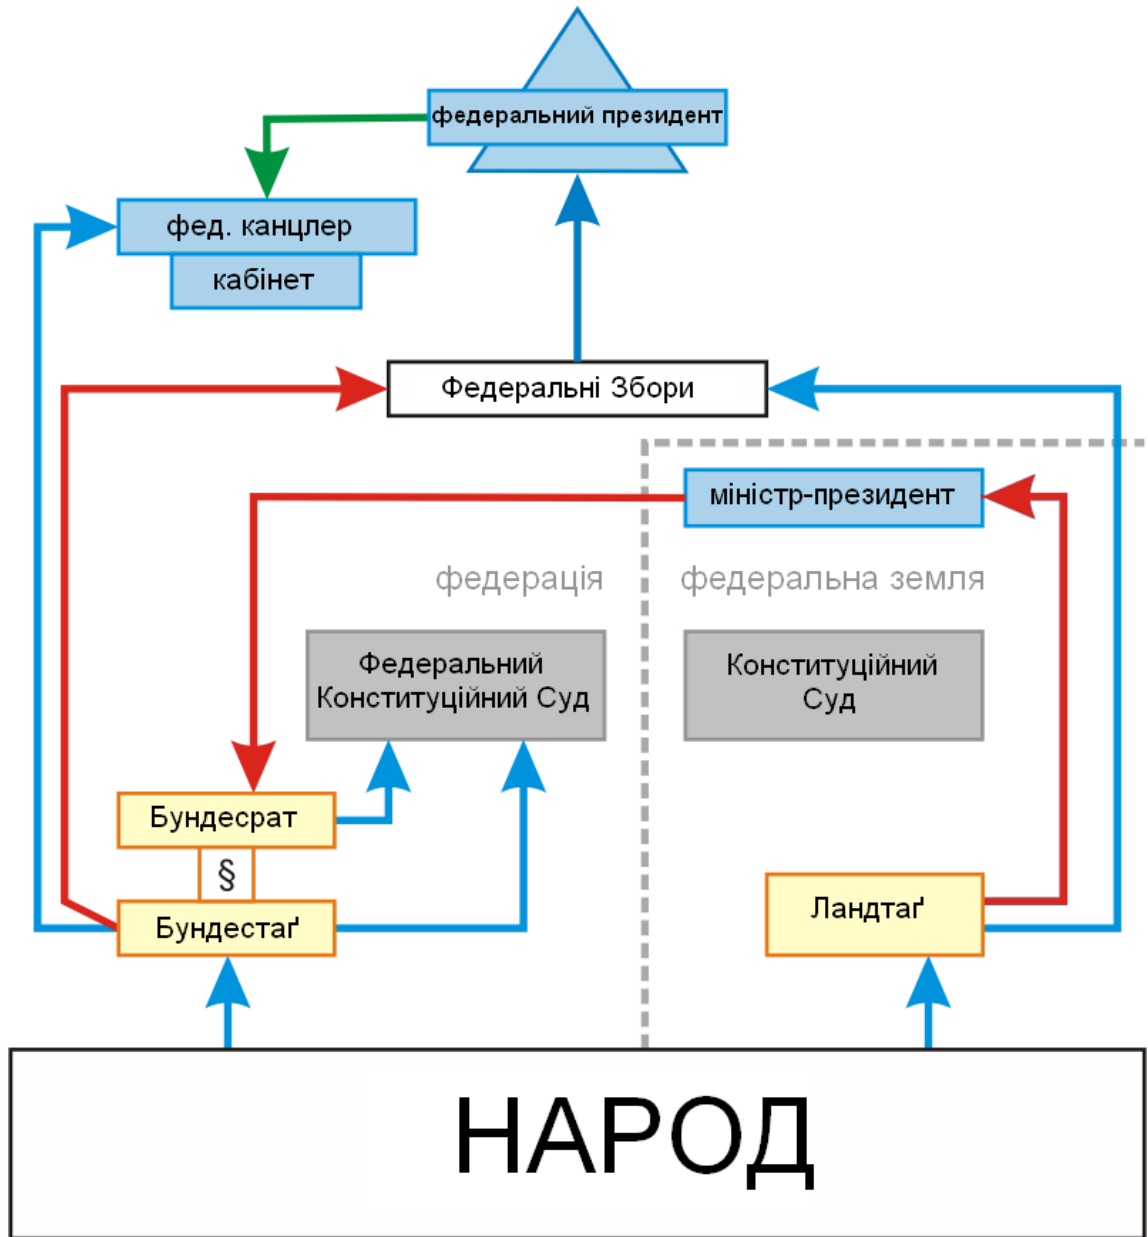 федеральний президент
фед. канцлер
кабінет
Федеральні Збори
міністр-президент
федерація
федеральна земля
Федеральний
Конституційний Суд
Конституційний
Суд
Бундесрат
§
Бундестаґ
Ландтаґ
НАРОД